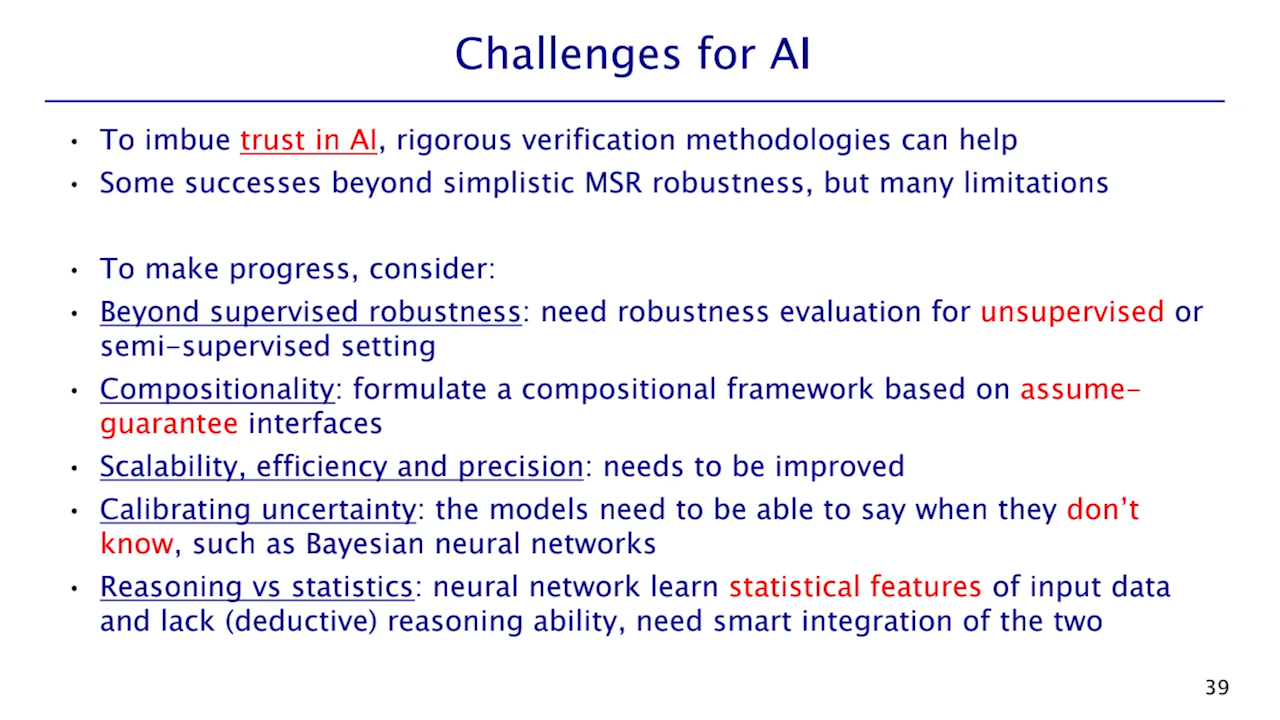 Challenges for AI
• To imbue trust in AI, rigorous verification methodologies can help
• Some successes beyond simplistic MSR robustness, but many limitations
• To make progress, consider:
• Beyond supervised robustness: need robustness evaluation for unsupervised or
semi-supervised setting
• Compositionality: formulate a compositional framework based on assume-
guarantee interfaces
• Scalability, efficiency and precision: needs to be improved
• Calibrating uncertainty: the models need to be able to say when they don't
know, such as Bayesian neural networks
• Reasoning vs statistics: neural network learn statistical features of input data
and lack (deductive) reasoning ability, need smart integration of the two
39